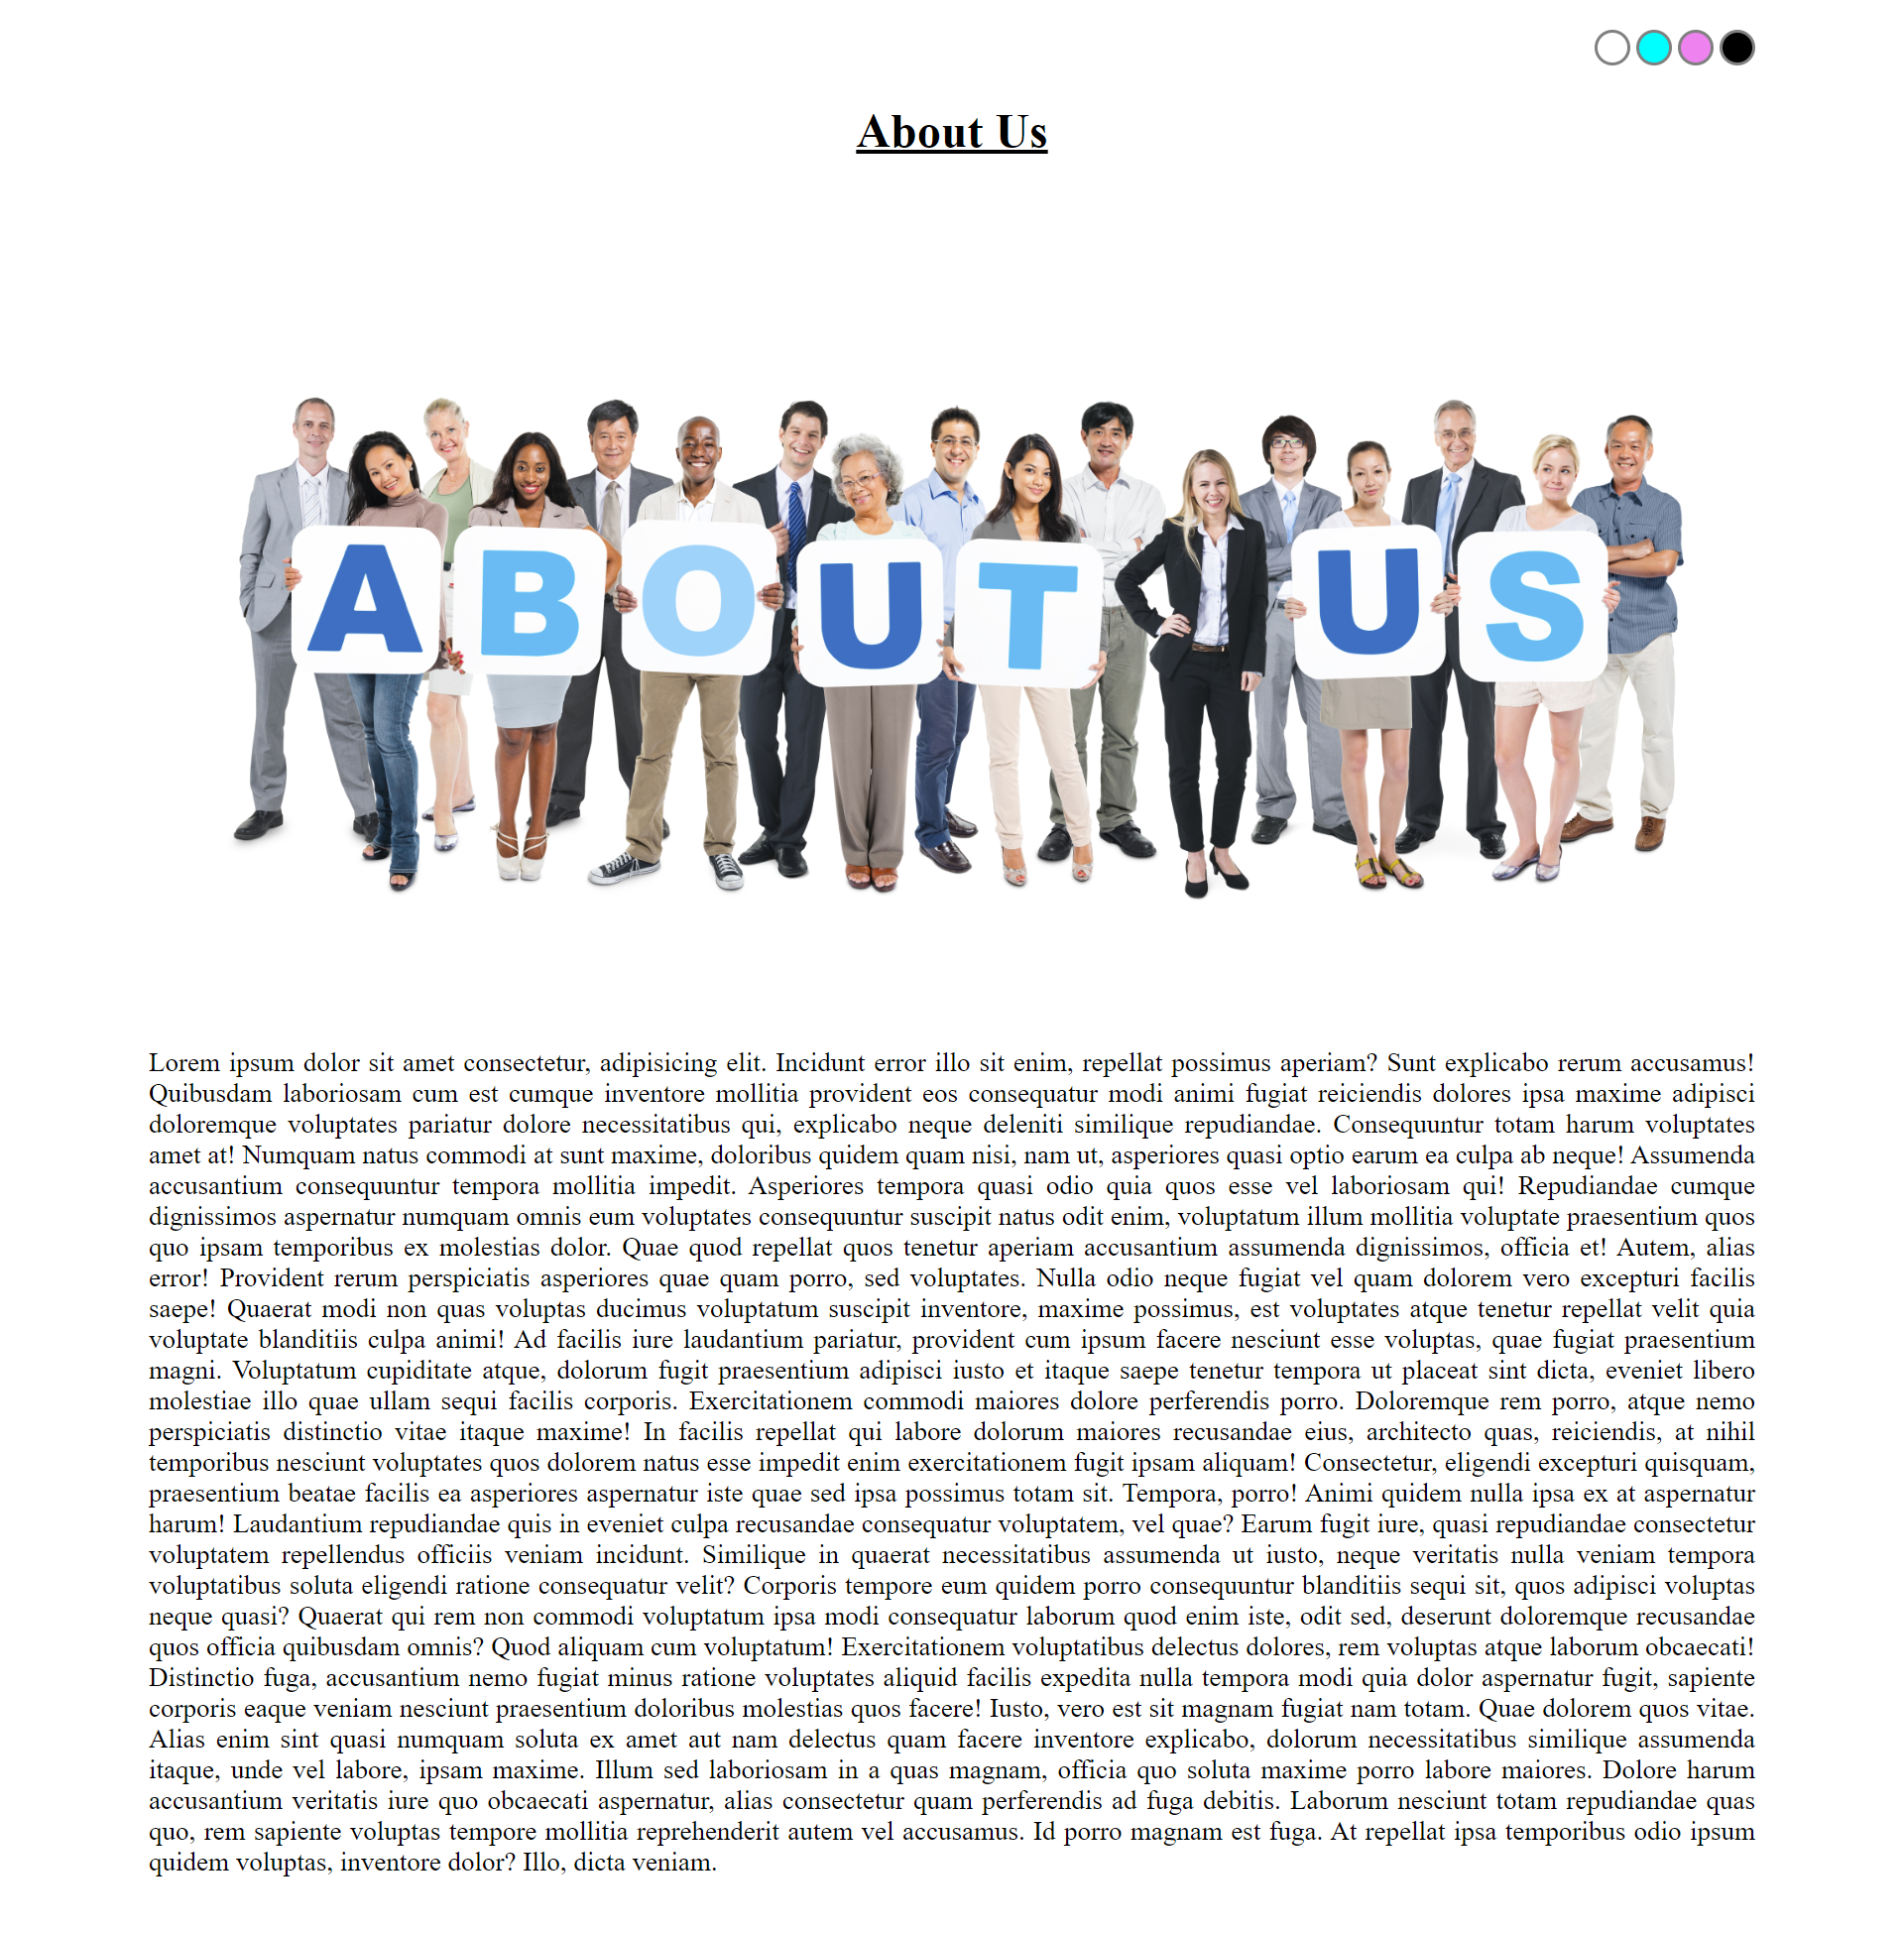 About Us
ABOUT US
Lorem ipsum dolor sit amet consectetur, adipisicing elit. Incidunt error illo sit enim, repellat possimus aperiam? Sunt explicabo rerum accusamus!
Quibusdam laboriosam cum est cumque inventore mollitia provident eos consequatur modi animi fugiat reiciendis dolores ipsa maxime adipisci
doloremque voluptates pariatur dolore necessitatibus qui, explicabo neque deleniti similique repudiandae. Consequuntur totam harum voluptates
amet at! Numquam natus commodi at sunt maxime, doloribus quidem quam nisi, nam ut, asperiores quasi optio earum ea culpa ab neque! Assumenda
accusantium consequuntur tempora mollitia impedit. Asperiores tempora quasi odio quia quos esse vel laboriosam qui! Repudiandae cumque
dignissimos aspernatur numquam omnis eum voluptates consequuntur suscipit natus odit enim, voluptatum illum mollitia voluptate praesentium quos
quo ipsam temporibus ex molestias dolor. Quae quod repellat quos tenetur aperiam accusantium assumenda dignissimos, officia et! Autem, alias
error! Provident rerum perspiciatis asperiores quae quam porro, sed voluptates. Nulla odio neque fugiat vel quam dolorem vero excepturi facilis
saepe! Quaerat modi non quas voluptas ducimus voluptatum suscipit inventore, maxime possimus, est voluptates atque tenetur repellat velit quia
voluptate blanditiis culpa animi! Ad facilis iure laudantium pariatur, provident cum ipsum facere nesciunt esse voluptas, quae fugiat praesentium
magni. Voluptatum cupiditate atque, dolorum fugit praesentium adipisci iusto et itaque saepe tenetur tempora ut placeat sint dicta, eveniet libero
molestiae illo quae ullam sequi facilis corporis. Exercitationem commodi maiores dolore perferendis porro. Doloremque rem porro, atque nemo
perspiciatis distinctio vitae itaque maxime! In facilis repellat qui labore dolorum maiores recusandae eius, architecto quas, reiciendis, at nihil
temporibus nesciunt voluptates quos dolorem natus esse impedit enim exercitationem fugit ipsam aliquam! Consectetur, eligendi excepturi quisquam,
praesentium beatae facilis ea asperiores aspernatur iste quae sed ipsa possimus totam sit. Tempora, porro! Animi quidem nulla ipsa ex at aspernatur
harum! Laudantium repudiandae quis in eveniet culpa recusandae consequatur voluptatem, vel quae? Earum fugit iure, quasi repudiandae consectetur
voluptatem repellendus officiis veniam incidunt. Similique in quaerat necessitatibus assumenda ut iusto, neque veritatis nulla veniam tempora
voluptatibus soluta eligendi ratione consequatur velit? Corporis tempore eum quidem porro consequuntur blanditiis sequi sit, quos adipisci voluptas
neque quasi? Quaerat qui rem non commodi voluptatum ipsa modi consequatur laborum quod enim iste, odit sed, deserunt doloremque recusandae
quos officia quibusdam omnis? Quod aliquam cum voluptatum! Exercitationem voluptatibus delectus dolores, rem voluptas atque laborum obcaecati!
Distinctio fuga, accusantium nemo fugiat minus ratione voluptates aliquid facilis expedita nulla tempora modi quia dolor aspernatur fugit, sapiente
corporis eaque veniam nesciunt praesentium doloribus molestias quos facere! Iusto, vero est sit magnam fugiat nam totam. Quae dolorem quos vitae.
Alias enim sint quasi numquam soluta ex amet aut nam delectus quam facere inventore explicabo, dolorum necessitatibus similique assumenda
itaque, unde vel labore, ipsam maxime. Illum sed laboriosam in a quas magnam, officia quo soluta maxime porro labore maiores. Dolore harum
accusantium veritatis iure quo obcaecati aspernatur, alias consectetur quam perferendis ad fuga debitis. Laborum nesciunt totam repudiandae quas
quo, rem sapiente voluptas tempore mollitia reprehenderit autem vel accusamus. Id porro magnam est fuga. At repellat ipsa temporibus odio ipsum
quidem voluptas, inventore dolor? Illo, dicta veniam.